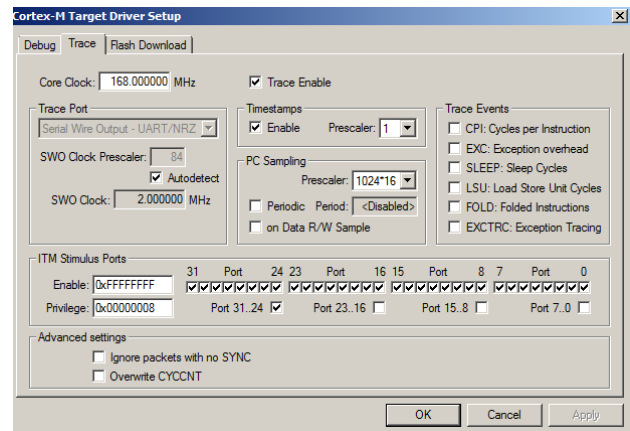 Cortex-M Target Driver Setup
Debug Trace Flash Download
Core Clock: 168.000000 MHz Trace Enable
Trace Port
Serial Wire Output - UART/NRZ
SWO Clock Prescaler: 84
Autodetect
SWO Clock: 2.000000 MHz
Timestamps
Enable Prescaler: 1
PC Sampling
Prescaler: 1024*16
Periodic Period: <Disabled>
on Data R/W Sample
Trace Events
CPI: Cycles per Instruction
EXC: Exception overhead
SLEEP: Sleep Cycles
LSU: Load Store Unit Cycles
FOLD: Folded Instructions
EXCTRC: Exception Tracing
ITM Stimulus Ports
31 Port 24 23 Port 16 15 Port 8 7 Port 0
Enable: 0xFFFFFFFF
Privilege: 0x00000008 Port 31..24 Port 23..16 Port 15..8 Port 7..0
Advanced settings
Ignore packets with no SYNC
Overwrite CYCCNT
OK Cancel Apply